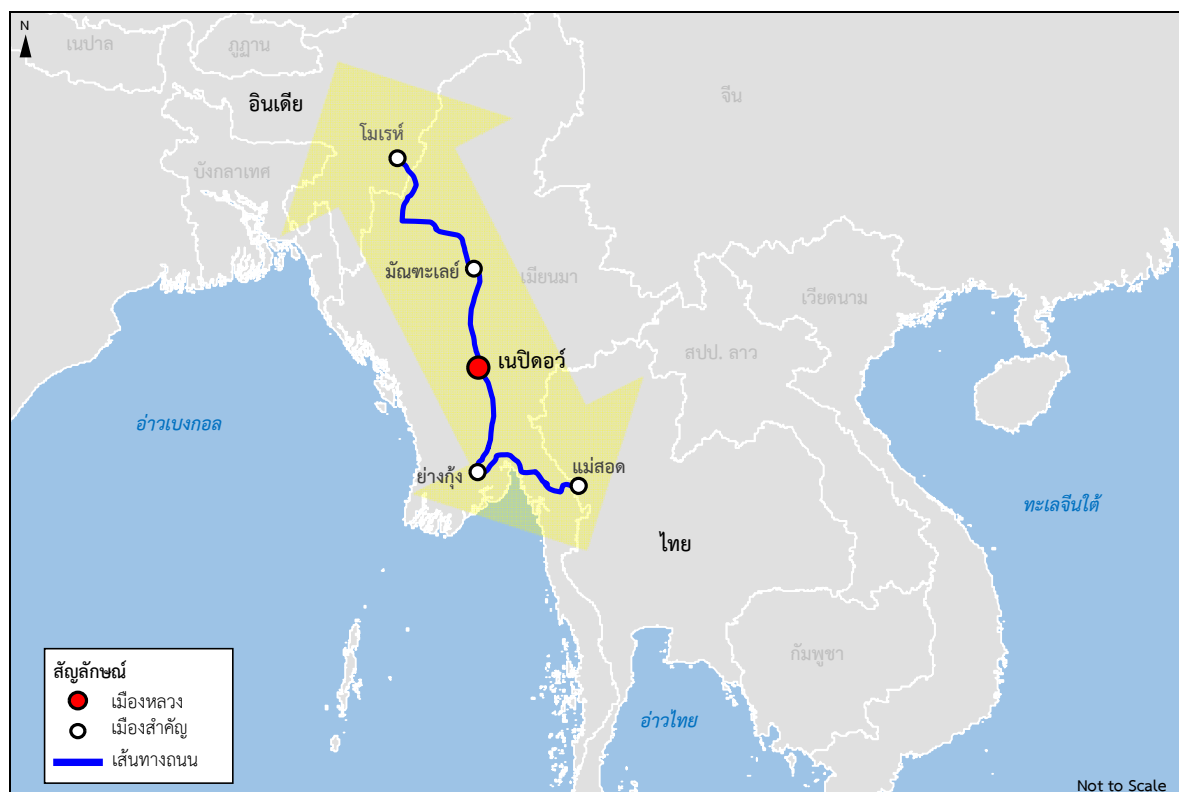 N
เนปาล
ภูฏาน
จีน
อินเดีย
โมเรห์
บังกลาเทศ
มัณฑะเลย์
เมียนมา
เวียดนาม
สปป. ลาว
เนปิดอว์
อ่าวเบงกอล
ย่างกุ้ง
แม่สอด
ทะเลจีนใต้
ไทย
กัมพูชา
อ่าวไทย
สัญลักษณ์
เมืองหลวง
เมืองสำคัญ
เส้นทางถนน
Not to Scale